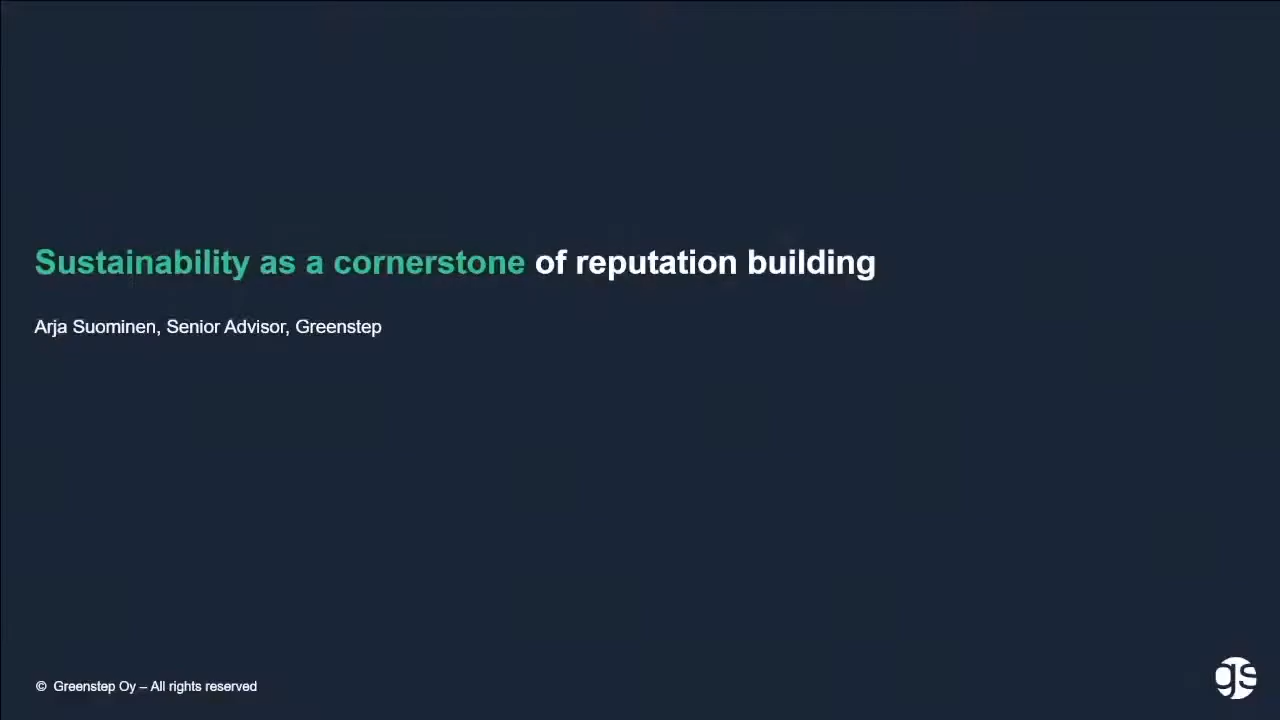 Sustainability as a cornerstone of reputation building
Arja Suominen, Senior Advisor, Greenstep
© Greenstep Oy – All rights reserved
gs